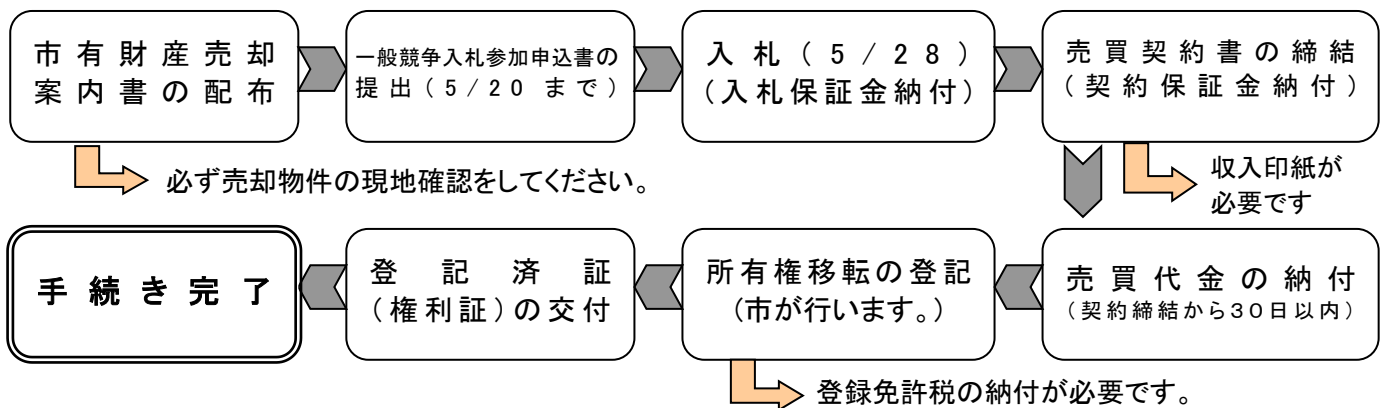 市有財産売却
案内書の配布
一般競争入札参加申込書の
提出(5/20 まで)
入札(5/28)
(入札保証金納付)
売買契約書の締結
(契約保証金納付)
必ず売却物件の現地確認をしてください。
収入印紙が
必要です
売買代金の納付
(契約締結から30日以内)
所有権移転の登記
(市が行います。)
登録免許税の納付が必要です。
登記済証
(権利証)の交付
手続き完了